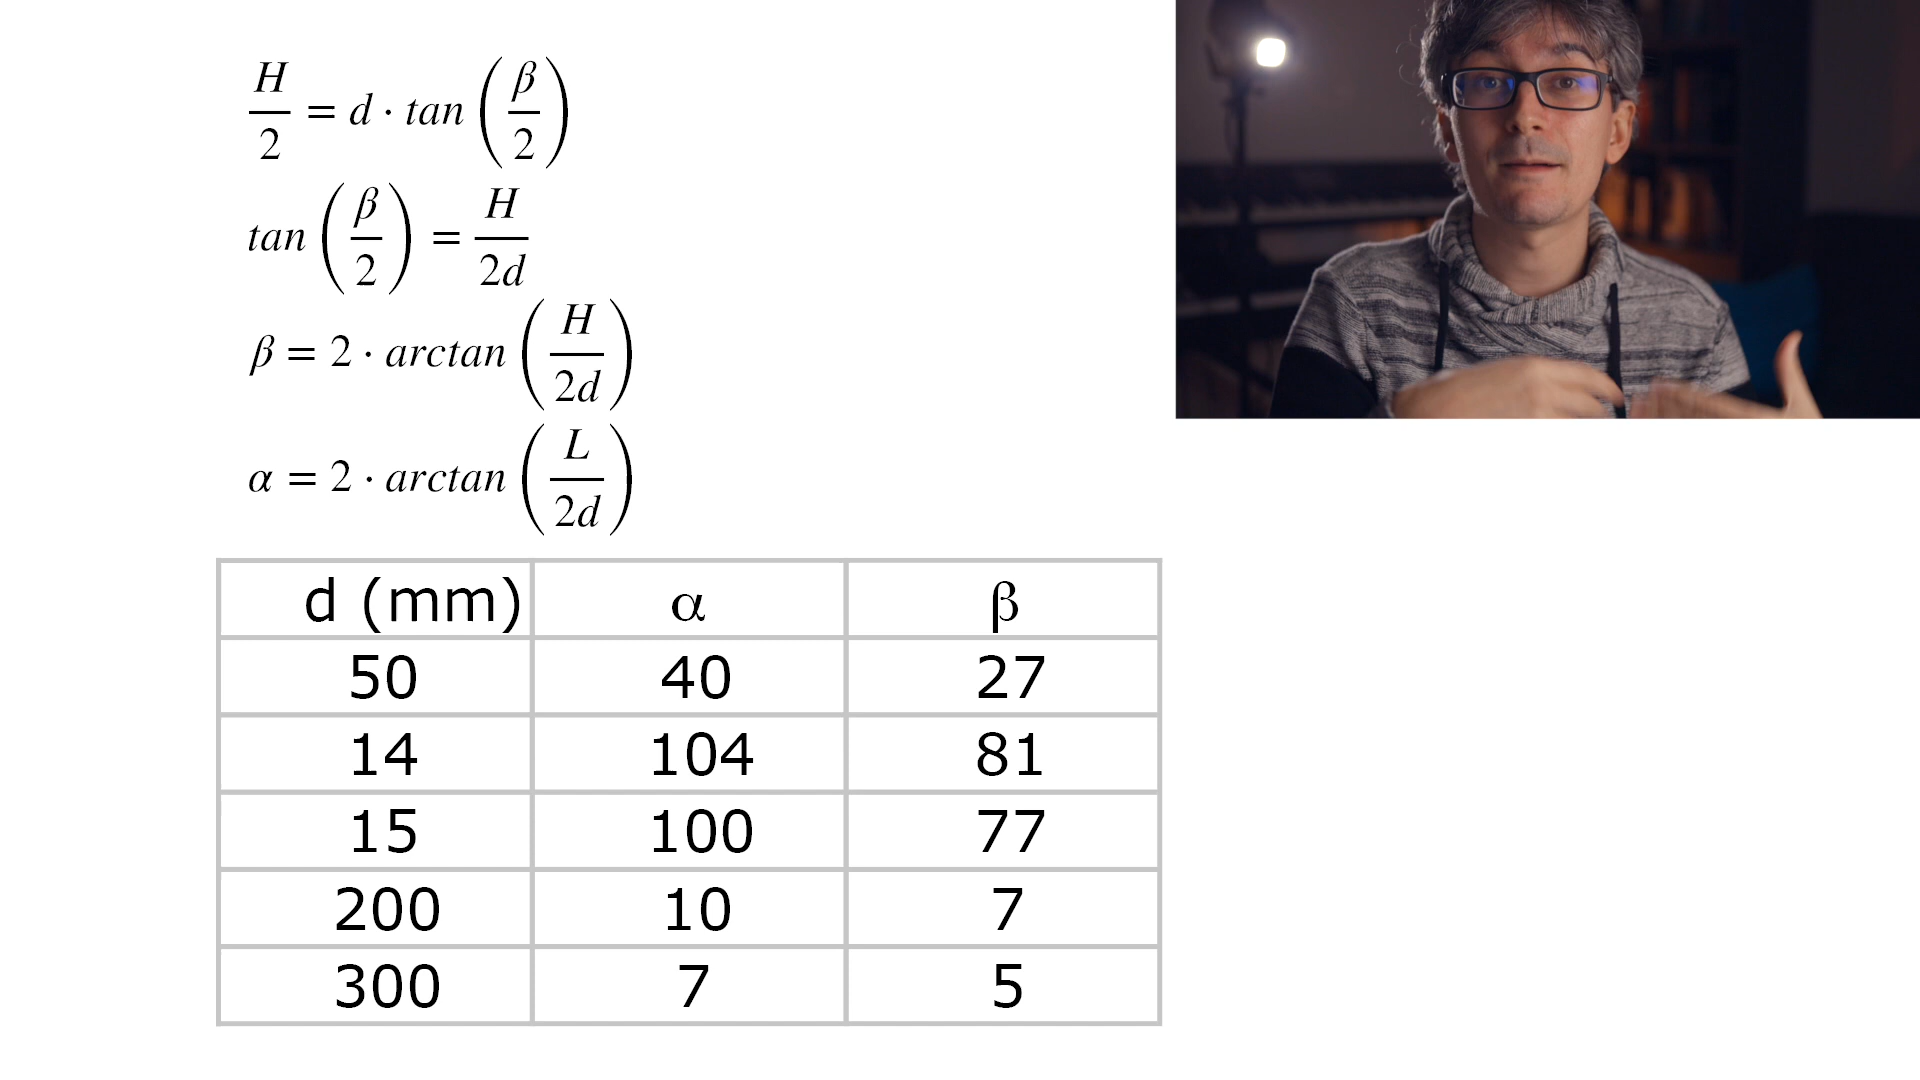 H/2 = d · tan(β/2)
tan(β/2) = H/2d
β = 2 · arctan(H/2d)
α = 2 · arctan(L/2d)
d (mm) α β
50 40 27
14 104 81
15 100 77
200 10 7
300 7 5